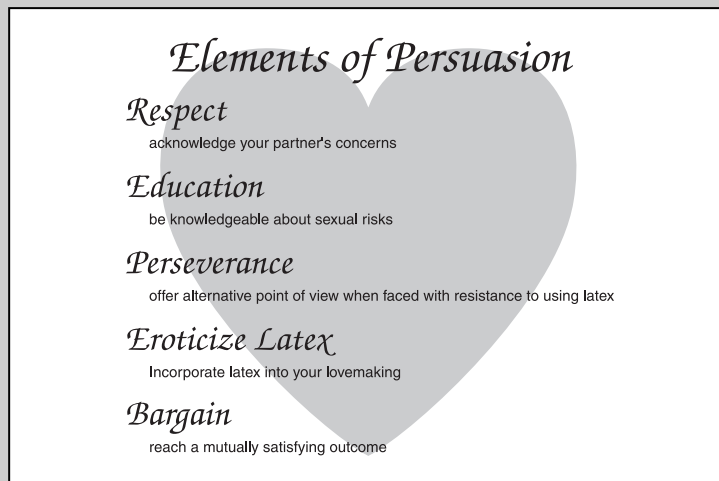 Elements of Persuasion
Respect
acknowledge your partner's concerns
Education
be knowledgeable about sexual risks
Perseverance
offer alternative point of view when faced with resistance to using latex
Eroticize Latex
Incorporate latex into your lovemaking
Bargain
reach a mutually satisfying outcome